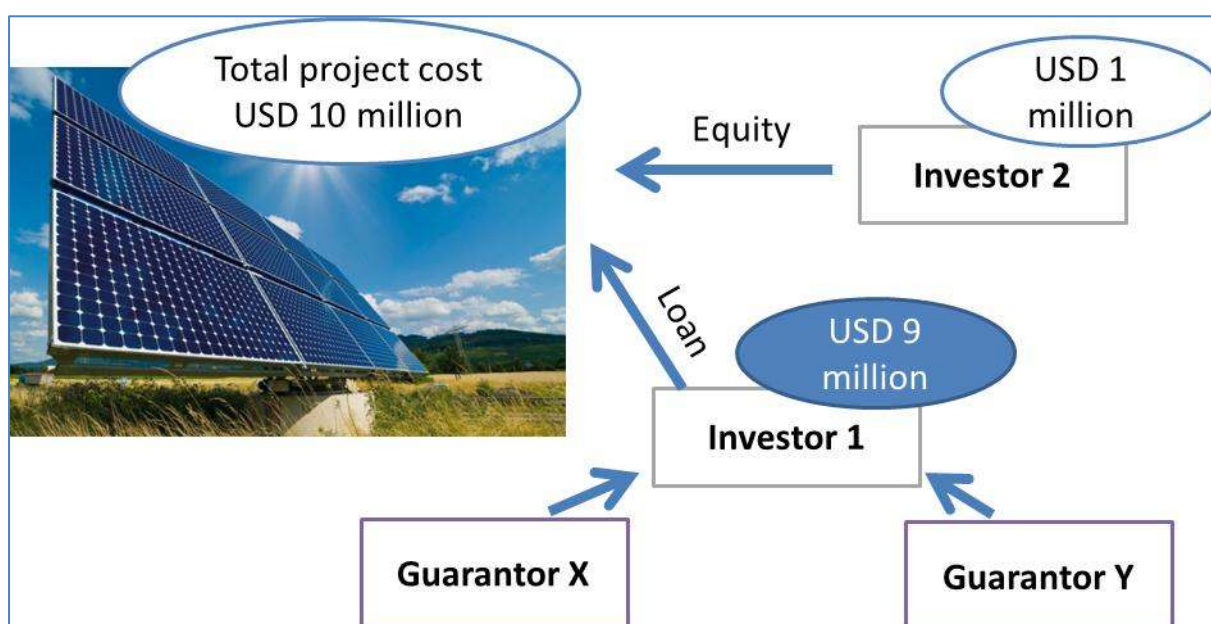 Total project cost
USD 10 million
USD 1
million
Equity
Investor 2
Loan
USD 9
million
Investor 1
Guarantor X
Guarantor Y